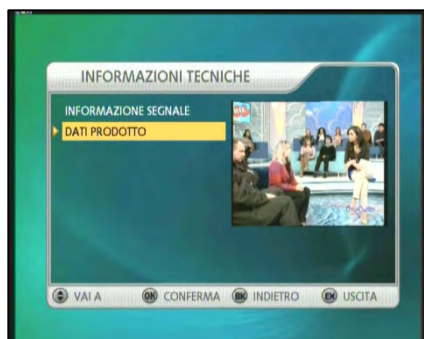 INFORMAZIONI TECNICHE
INFORMAZIONE SEGNALE
DATI PRODOTTO
VAI A OK CONFERMA BK INDIETRO EX USCITA